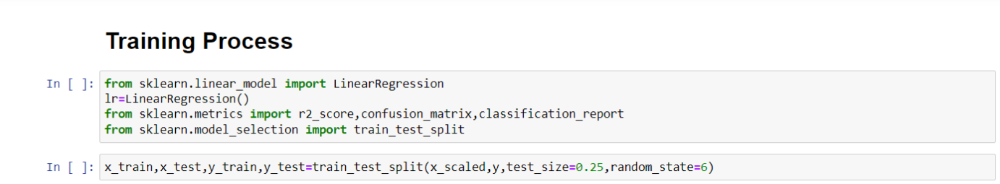 Training Process
In [ ]: from sklearn.linear_model import LinearRegression
lr=LinearRegression()
from sklearn.metrics import r2_score,confusion_matrix,classification_report
from sklearn.model_selection import train_test_split
In [ ]: x_train,x_test,y_train,y_test=train_test_split(x_scaled,y,test_size=0.25,random_state=6)